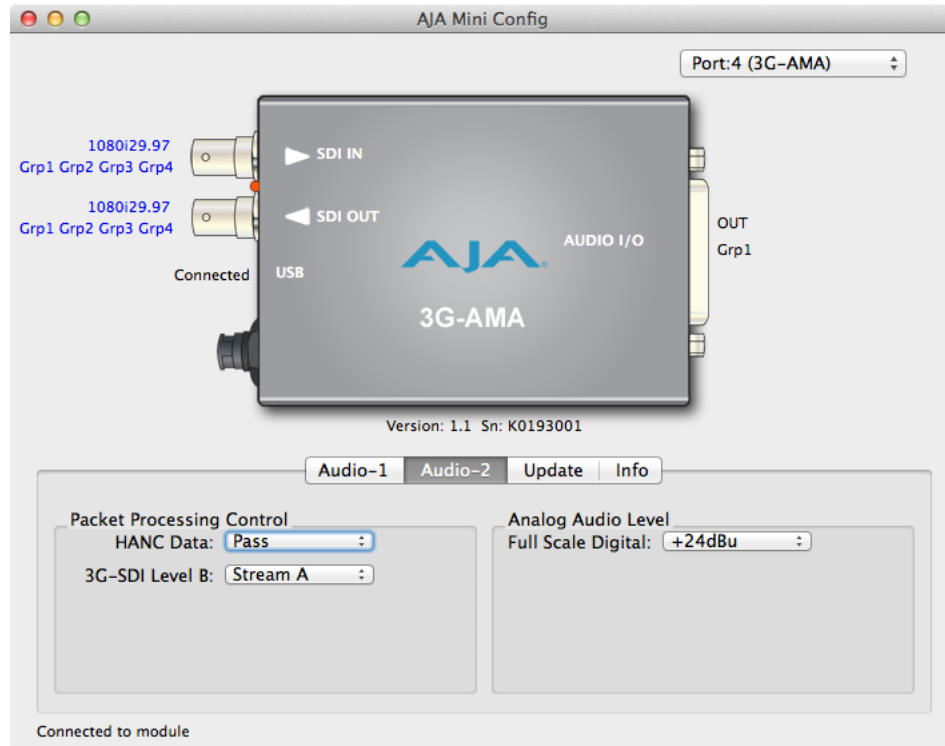 AJA Mini Config
Port:4 (3G-AMA)
1080i29.97
Grp1 Grp2 Grp3 Grp4
SDI IN
1080i29.97
Grp1 Grp2 Grp3 Grp4
SDI OUT
AUDIO I/O
OUT
Grp1
Connected
USB
AJA
3G-AMA
Version: 1.1 Sn: K0193001
Audio-1 Audio-2 Update Info
Packet Processing Control
HANC Data: Pass
3G-SDI Level B: Stream A
Analog Audio Level
Full Scale Digital: +24dBu
Connected to module